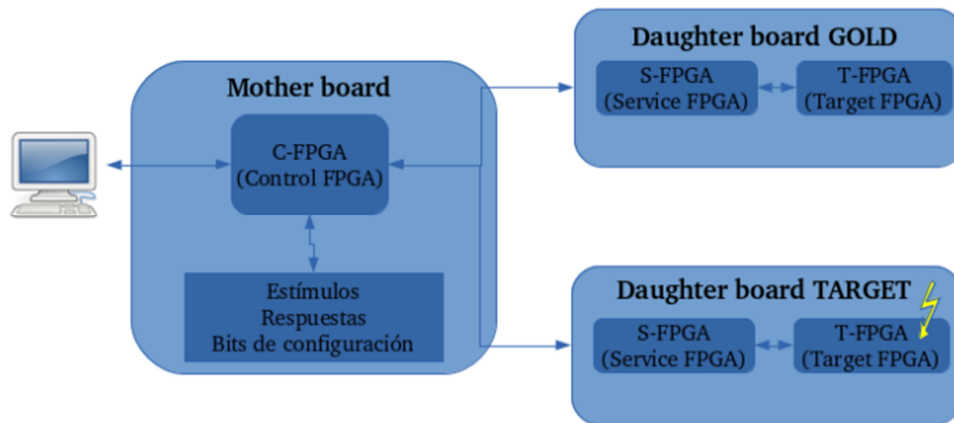 Mother board
C-FPGA
(Control FPGA)
Estímulos
Respuestas
Bits de configuración
Daughter board GOLD
S-FPGA
(Service FPGA)
T-FPGA
(Target FPGA)
Daughter board TARGET
S-FPGA
(Service FPGA)
T-FPGA
(Target FPGA)